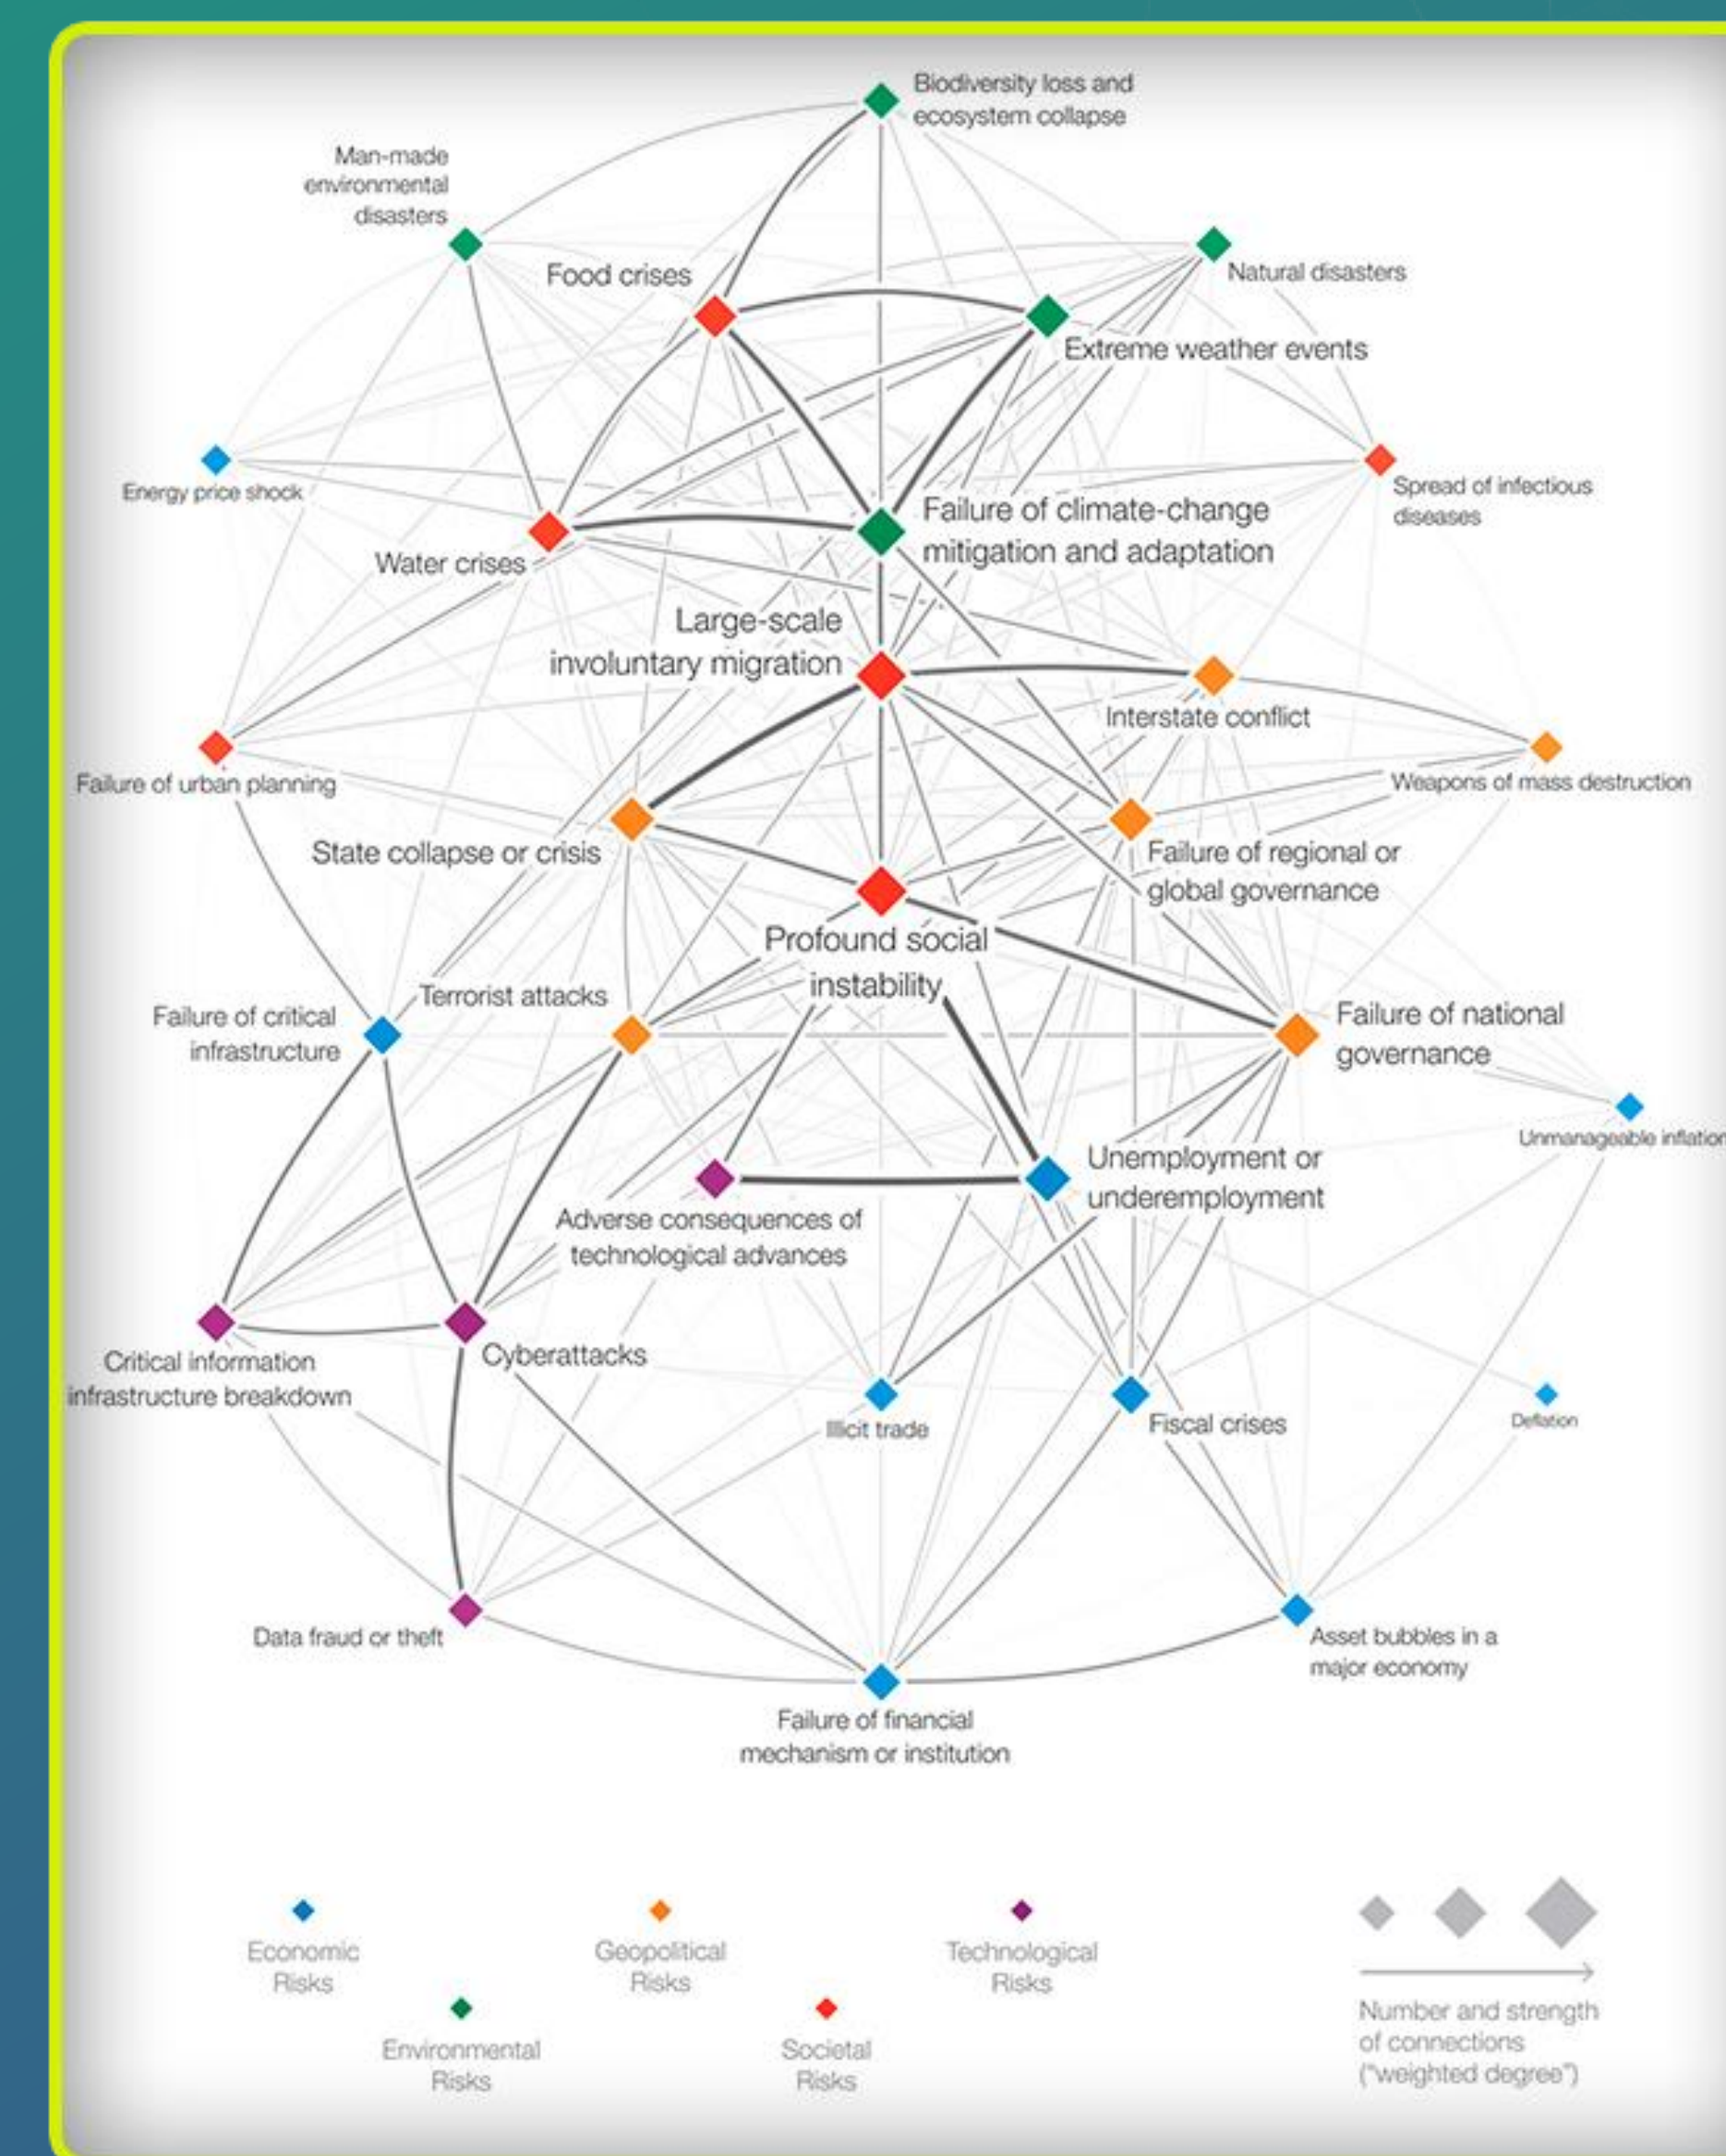 Biodiversity loss and
ecosystem collapse
Man-made
environmental
disasters
Food crises
Natural disasters
Extreme weather events
Energy price shock
Spread of infectious
diseases
Water crises
Failure of climate-change
mitigation and adaptation
Large-scale
involuntary migration
Interstate conflict
Failure of urban planning
Weapons of mass destruction
State collapse or crisis
Failure of regional or
global governance
Profound social
instability
Terrorist attacks
Failure of critical
infrastructure
Failure of national
governance
Unmanageable inflation
Unemployment or
underemployment
Adverse consequences of
technological advances
Critical information
infrastructure breakdown
Cyberattacks
Illicit trade
Fiscal crises
Deflation
Data fraud or theft
Asset bubbles in a
major economy
Failure of financial
mechanism or institution
Economic
Risks
Geopolitical
Risks
Technological
Risks
Environmental
Risks
Societal
Risks
Number and strength
of connections
("weighted degree")